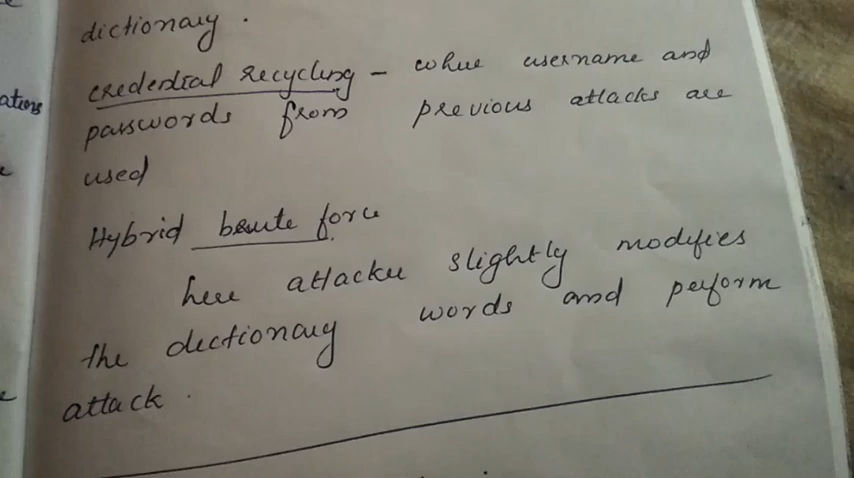 dictionary.
credential recycling - where username and
passwords from previous attacks are
used
Hybrid brute force
here attacker slightly modifies
the dictionary words and perform
attack.
ations